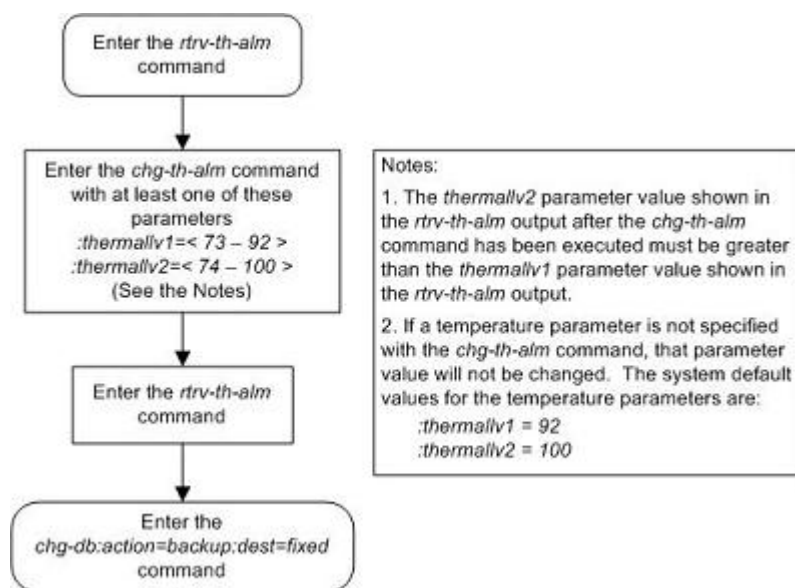 Enter the rtrv-th-alm
command
Enter the chg-th-alm command
with at least one of these
parameters
:thermallv1=< 73 – 92 >
:thermallv2=< 74 – 100 >
(See the Notes)
Enter the rtrv-th-alm
command
Enter the
chg-db:action=backup:dest=fixed
command
Notes:
1. The thermallv2 parameter value shown in
the rtrv-th-alm output after the chg-th-alm
command has been executed must be greater
than the thermallv1 parameter value shown in
the rtrv-th-alm output.
2. If a temperature parameter is not specified
with the chg-th-alm command, that parameter
value will not be changed.  The system default
values for the temperature parameters are:
:thermallv1 = 92
:thermallv2 = 100